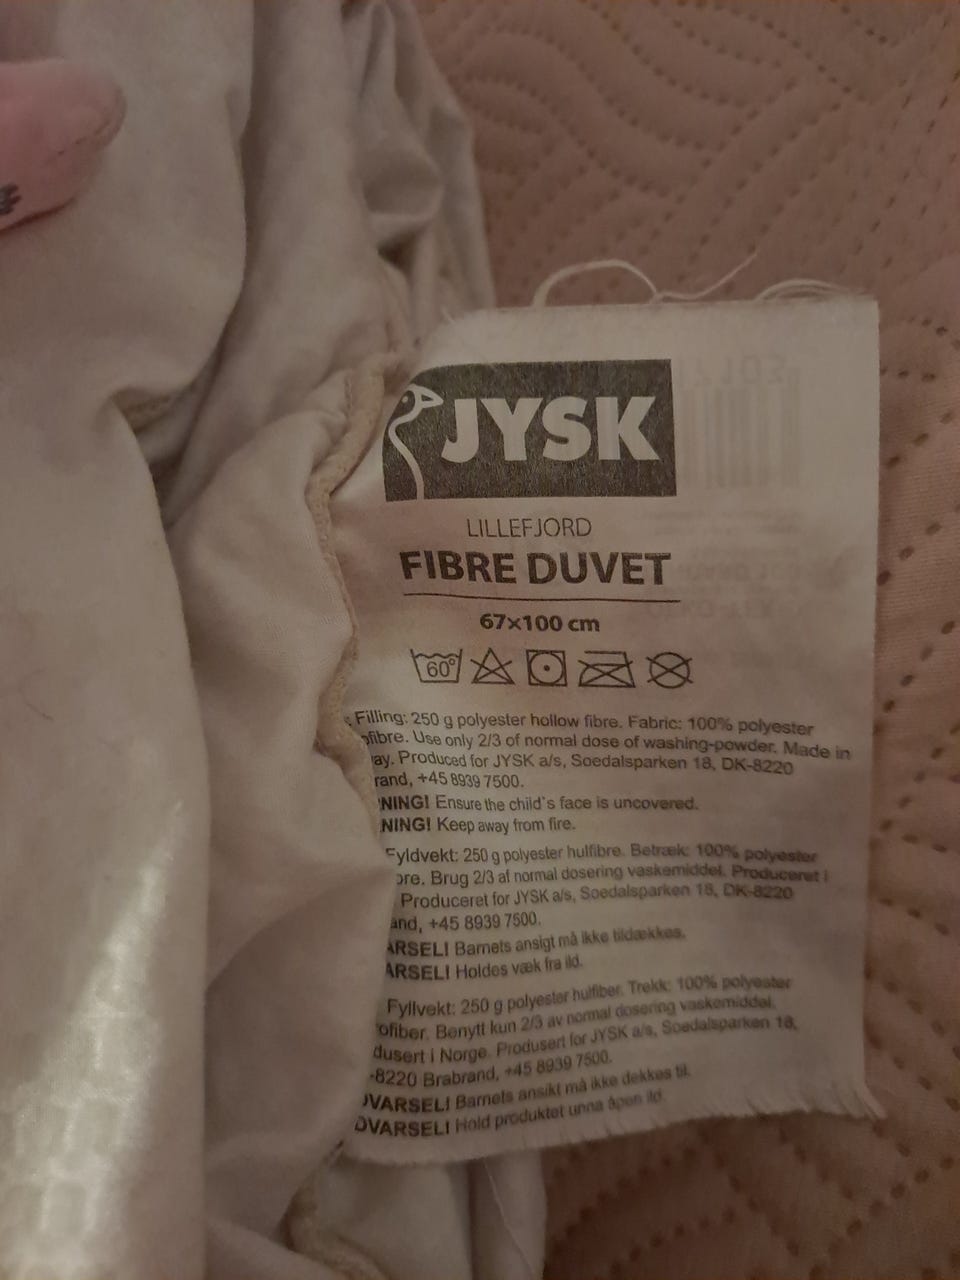 JYSK
LILLEFJORD
FIBRE DUVET
67×100 cm
60°
Filling: 250 g polyester hollow fibre. Fabric: 100% polyester
ofibre. Use only 2/3 of normal dose of washing-powder. Made in
ay. Produced for JYSK a/s, Soedalsparken 18, DK-8220
rand, +45 8939 7500.
NING! Ensure the child's face is uncovered.
NING! Keep away from fire.
Fyldvekt: 250 g polyester hulfibre. Betræk: 100% polyester
bre. Brug 2/3 af normal dosering vaskemiddel. Produceret i
Produceret for JYSK a/s, Soedalsparken 18, DK-8220
and, +45 8939 7500.
ARSEL! Barnets ansigt må ikke tildækkes.
ARSEL! Holdes væk fra ild.
Fyllvekt: 250 g polyester hulfiber. Trekk: 100% polyester
ofiber. Benytt kun 2/3 av normal dosering vaskemiddel.
dusert i Norge. Produsert for JYSK a/s, Soedalsparken 18,
-8220 Brabrand, +45 8939 7500.
DVARSEL! Barnets ansikt må ikke dekkes til.
DVARSEL! Hold produktet unna åpen ild.